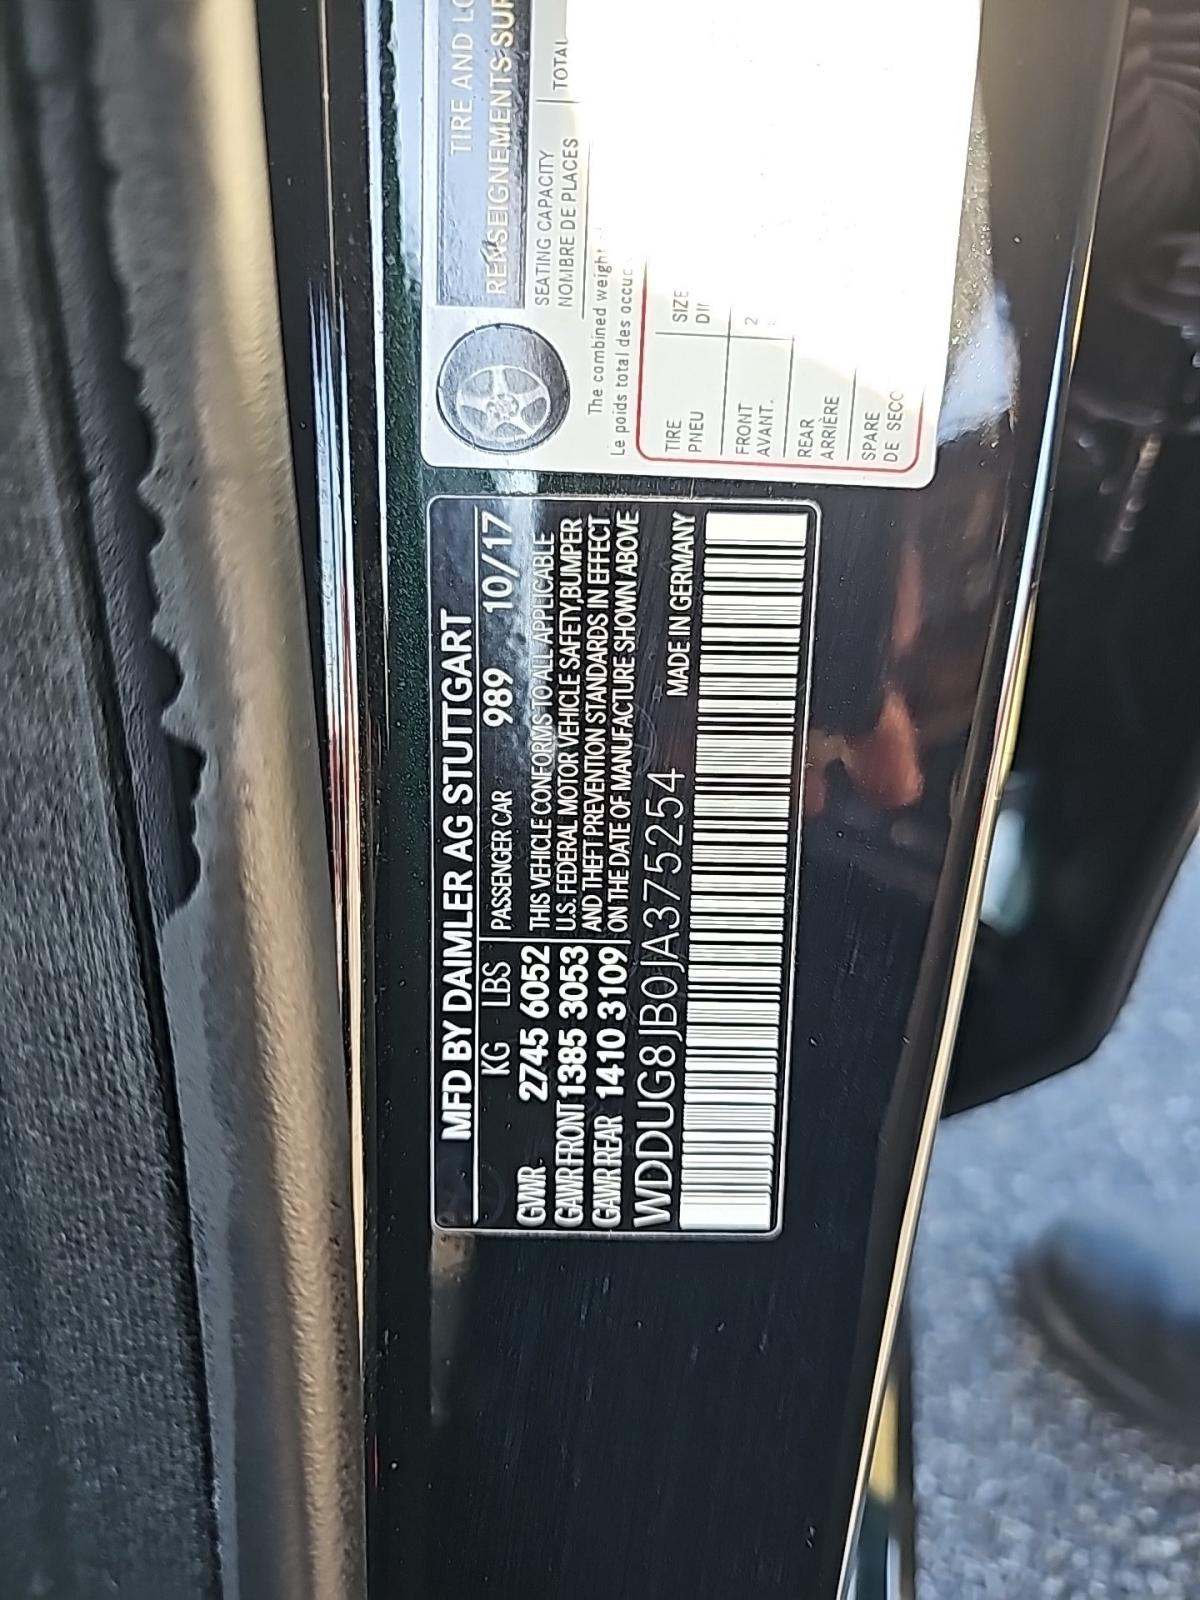 MFD BY DAIMLER AG STUTTGART
KG LBS PASSENGER CAR 989 10/17
GVWR 2745 6052 THIS VEHICLE CONFORMS TO ALL APPLICABLE
GAWR FRONT 1385 3053 U.S. FEDERAL MOTOR VEHICLE SAFETY, BUMPER
GAWR REAR 1410 3109 AND THEFT PREVENTION STANDARDS IN EFFECT
ON THE DATE OF MANUFACTURE SHOWN ABOVE
WDDUG8JB0JA375254 MADE IN GERMANY
TIRE AND
RENSEIGNEMENTS SUR
SEATING CAPACITY
NOMBRE DE PLACES
TOTAL
The combined weight
Le poids total des
TIRE SIZE
PNEU
FRONT 2
AVANT.
REAR
ARRIÈRE
SPARE
DE